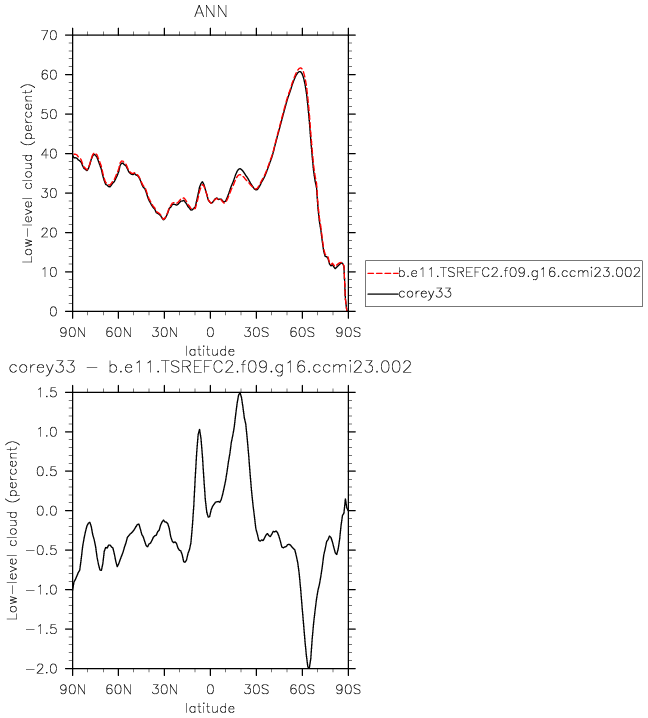 ANN
Low-level cloud (percent)
70
60
50
40
30
20
10
0
90N 60N 30N 0 30S 60S 90S
latitude
b.e11.TSREFC2.f09.g16.ccmi23.002
corey33
corey33 - b.e11.TSREFC2.f09.g16.ccmi23.002
Low-level cloud (percent)
1.5
1.0
0.5
0.0
-0.5
-1.0
-1.5
-2.0
90N 60N 30N 0 30S 60S 90S
latitude